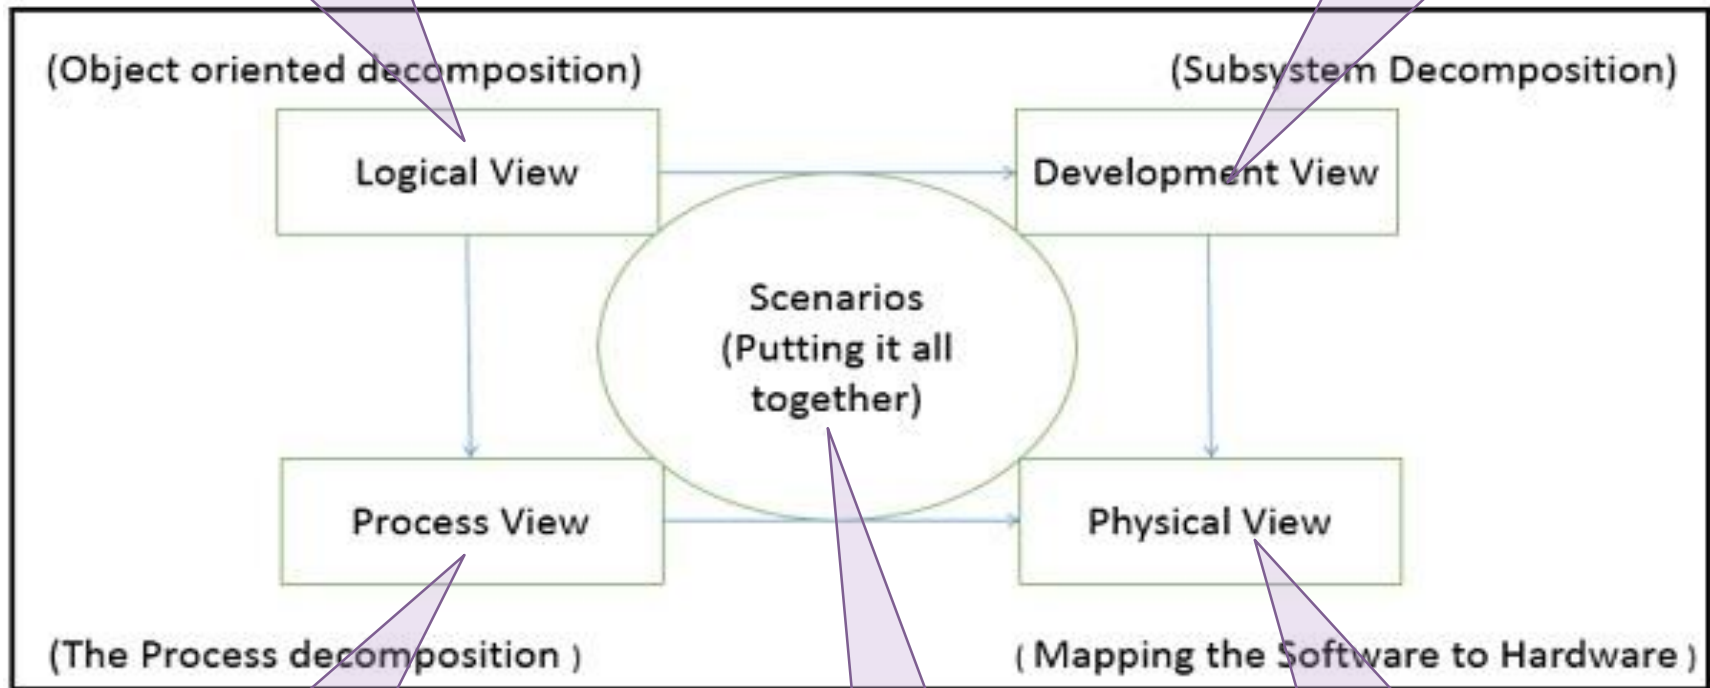 (Object oriented decomposition)
(Subsystem Decomposition)
Logical View
Development View
Scenarios
(Putting it all
together)
Process View
Physical View
(The Process decomposition )
( Mapping the Software to Hardware )